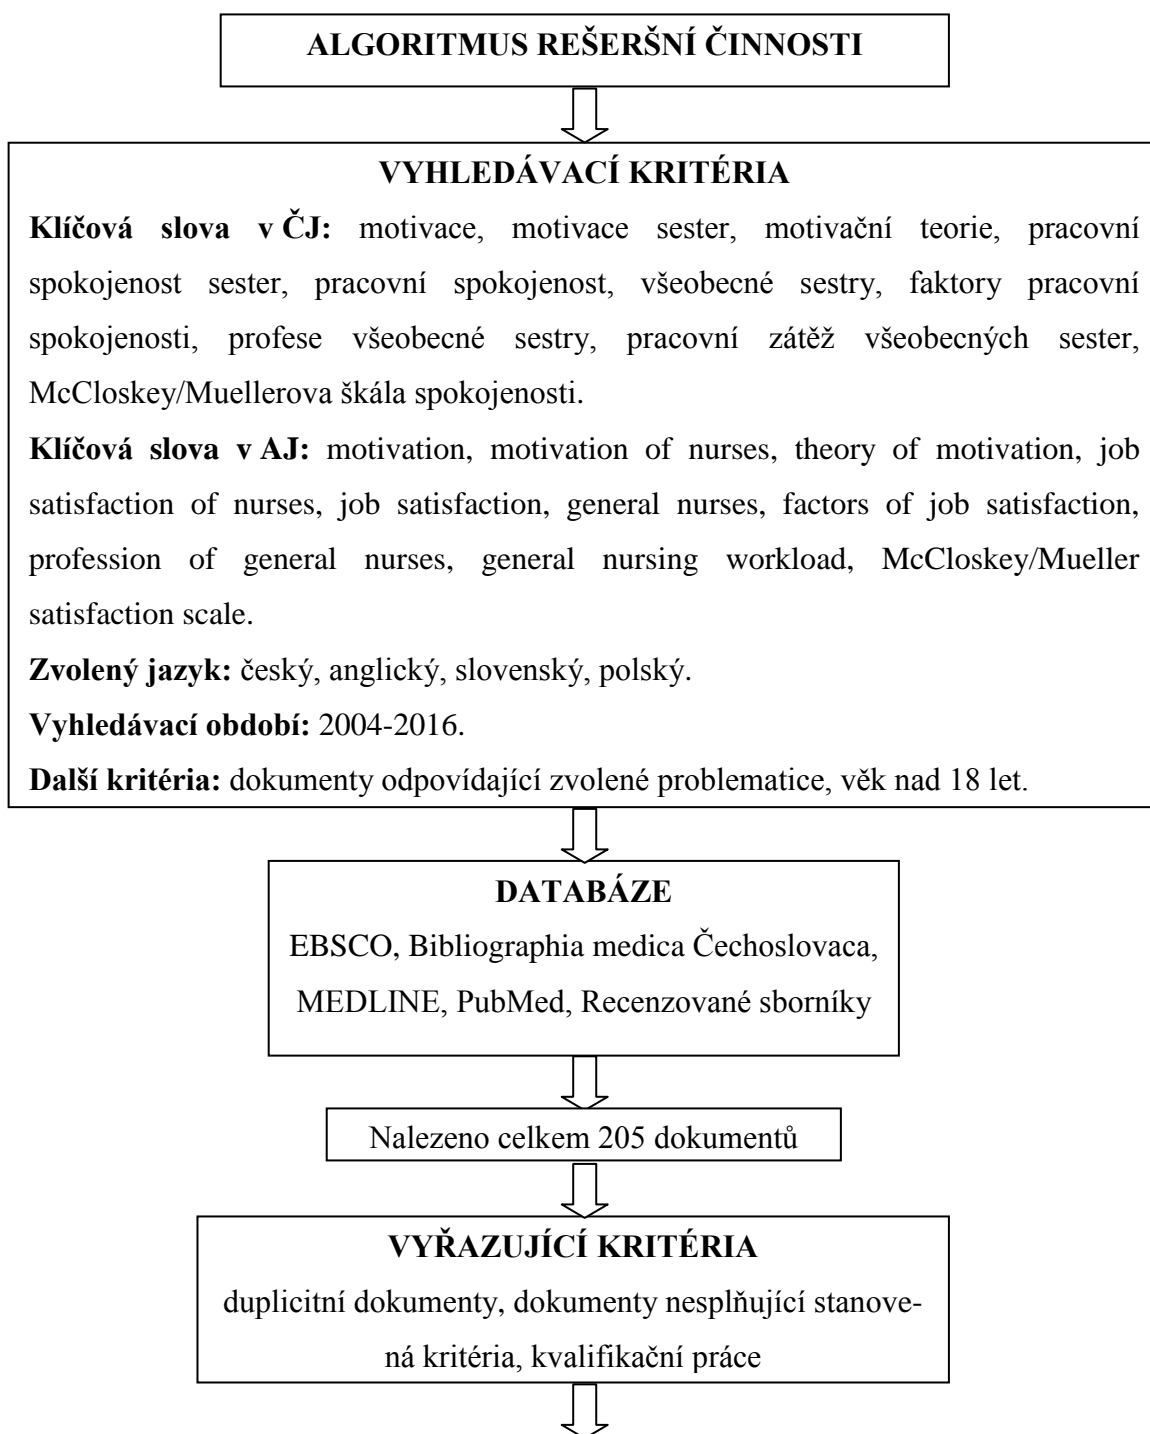 ALGORITMUS REŠERŠNÍ ČINNOSTI
VYHLEDÁVACÍ KRITÉRIA
Klíčová slova v ČJ: motivace, motivace sester, motivační teorie, pracovní
spokojenost sester, pracovní spokojenost, všeobecné sestry, faktory pracovní
spokojenosti, profese všeobecné sestry, pracovní zátěž všeobecných sester,
McCloskey/Muellerova škála spokojenosti.
Klíčová slova v AJ: motivation, motivation of nurses, theory of motivation, job
satisfaction of nurses, job satisfaction, general nurses, factors of job satisfaction,
profession of general nurses, general nursing workload, McCloskey/Mueller
satisfaction scale.
Zvolený jazyk: český, anglický, slovenský, polský.
Vyhledávací období: 2004-2016.
Další kritéria: dokumenty odpovídající zvolené problematice, věk nad 18 let.
DATABÁZE
EBSCO, Bibliographia medica Čechoslovaca,
MEDLINE, PubMed, Recenzované sborníky
Nalezeno celkem 205 dokumentů
VYŘAZUJÍCÍ KRITÉRIA
duplicitní dokumenty, dokumenty nesplňující stanove-
ná kritéria, kvalifikační práce